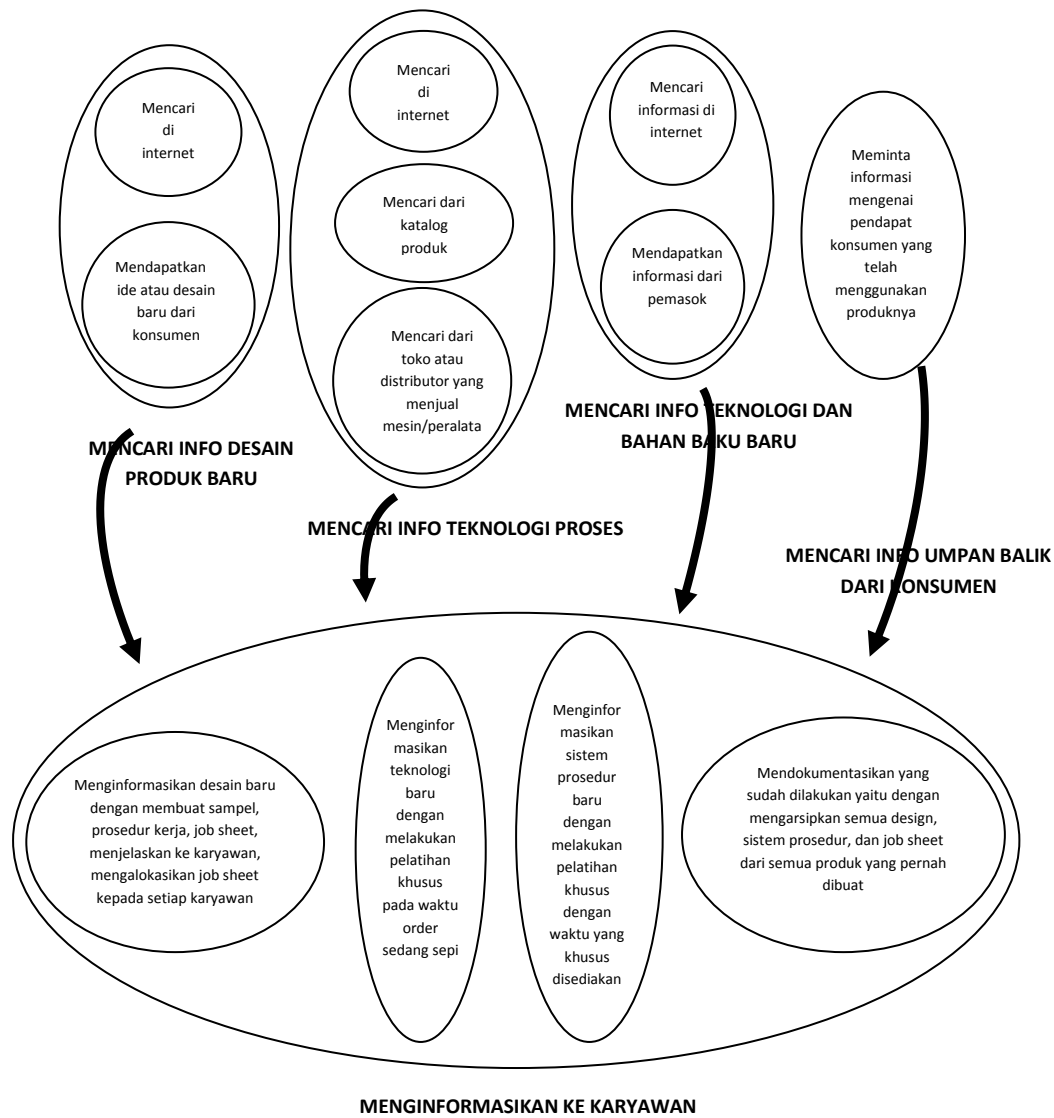 Mencari
di
internet
Mendapatkan
ide atau desain
baru dari
konsumen
MENCARI INFO DESAIN
PRODUK BARU
Mencari
di
internet
Mencari dari
katalog
produk
Mencari dari
toko atau
distributor yang
menjual
mesin/peralata
MENCARI INFO TEKNOLOGI PROSES
Mencari
informasi di
internet
Mendapatkan
informasi dari
pemasok
MENCARI INFO TEKNOLOGI DAN
BAHAN BAKU BARU
Meminta
informasi
mengenai
pendapat
konsumen yang
telah
menggunakan
produknya
MENCARI INFO UMPAN BALIK
DARI KONSUMEN
Menginformasikan desain baru
dengan membuat sampel,
prosedur kerja, job sheet,
menjelaskan ke karyawan,
mengalokasikan job sheet
kepada setiap karyawan
Menginfor
masikan
teknologi
baru
dengan
melakukan
pelatihan
khusus
pada waktu
order
sedang sepi
Menginfor
masikan
sistem
prosedur
baru
dengan
melakukan
pelatihan
khusus
dengan
waktu yang
khusus
disediakan
Mendokumentasikan yang
sudah dilakukan yaitu dengan
mengarsipkan semua design,
sistem prosedur, dan job sheet
dari semua produk yang pernah
dibuat
MENGINFORMASIKAN KE KARYAWAN